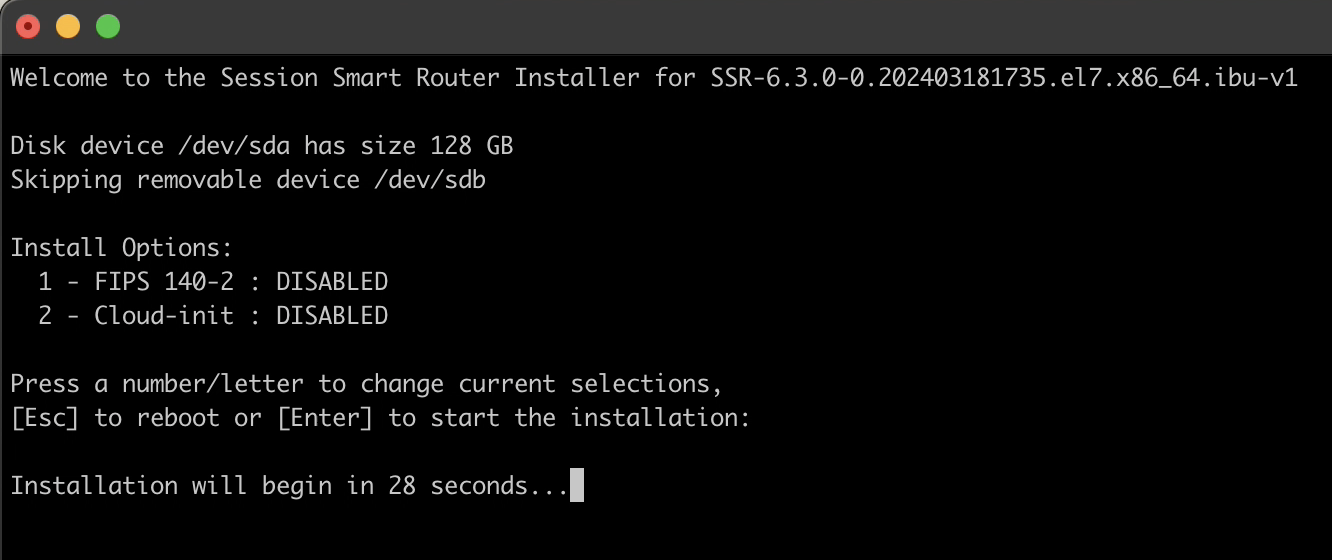 Welcome to the Session Smart Router Installer for SSR-6.3.0-0.202403181735.el7.x86_64.ibu-v1
Disk device /dev/sda has size 128 GB
Skipping removable device /dev/sdb
Install Options:
1 - FIPS 140-2 : DISABLED
2 - Cloud-init : DISABLED
Press a number/letter to change current selections,
[Esc] to reboot or [Enter] to start the installation:
Installation will begin in 28 seconds...